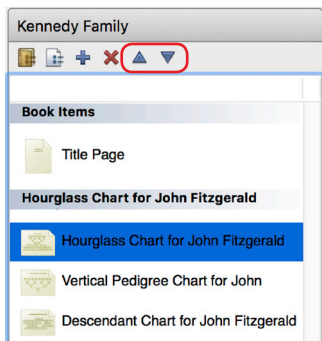 Kennedy Family
Book Items
Title Page
Hourglass Chart for John Fitzgerald
Hourglass Chart for John Fitzgerald
Vertical Pedigree Chart for John
Descendant Chart for John Fitzgerald